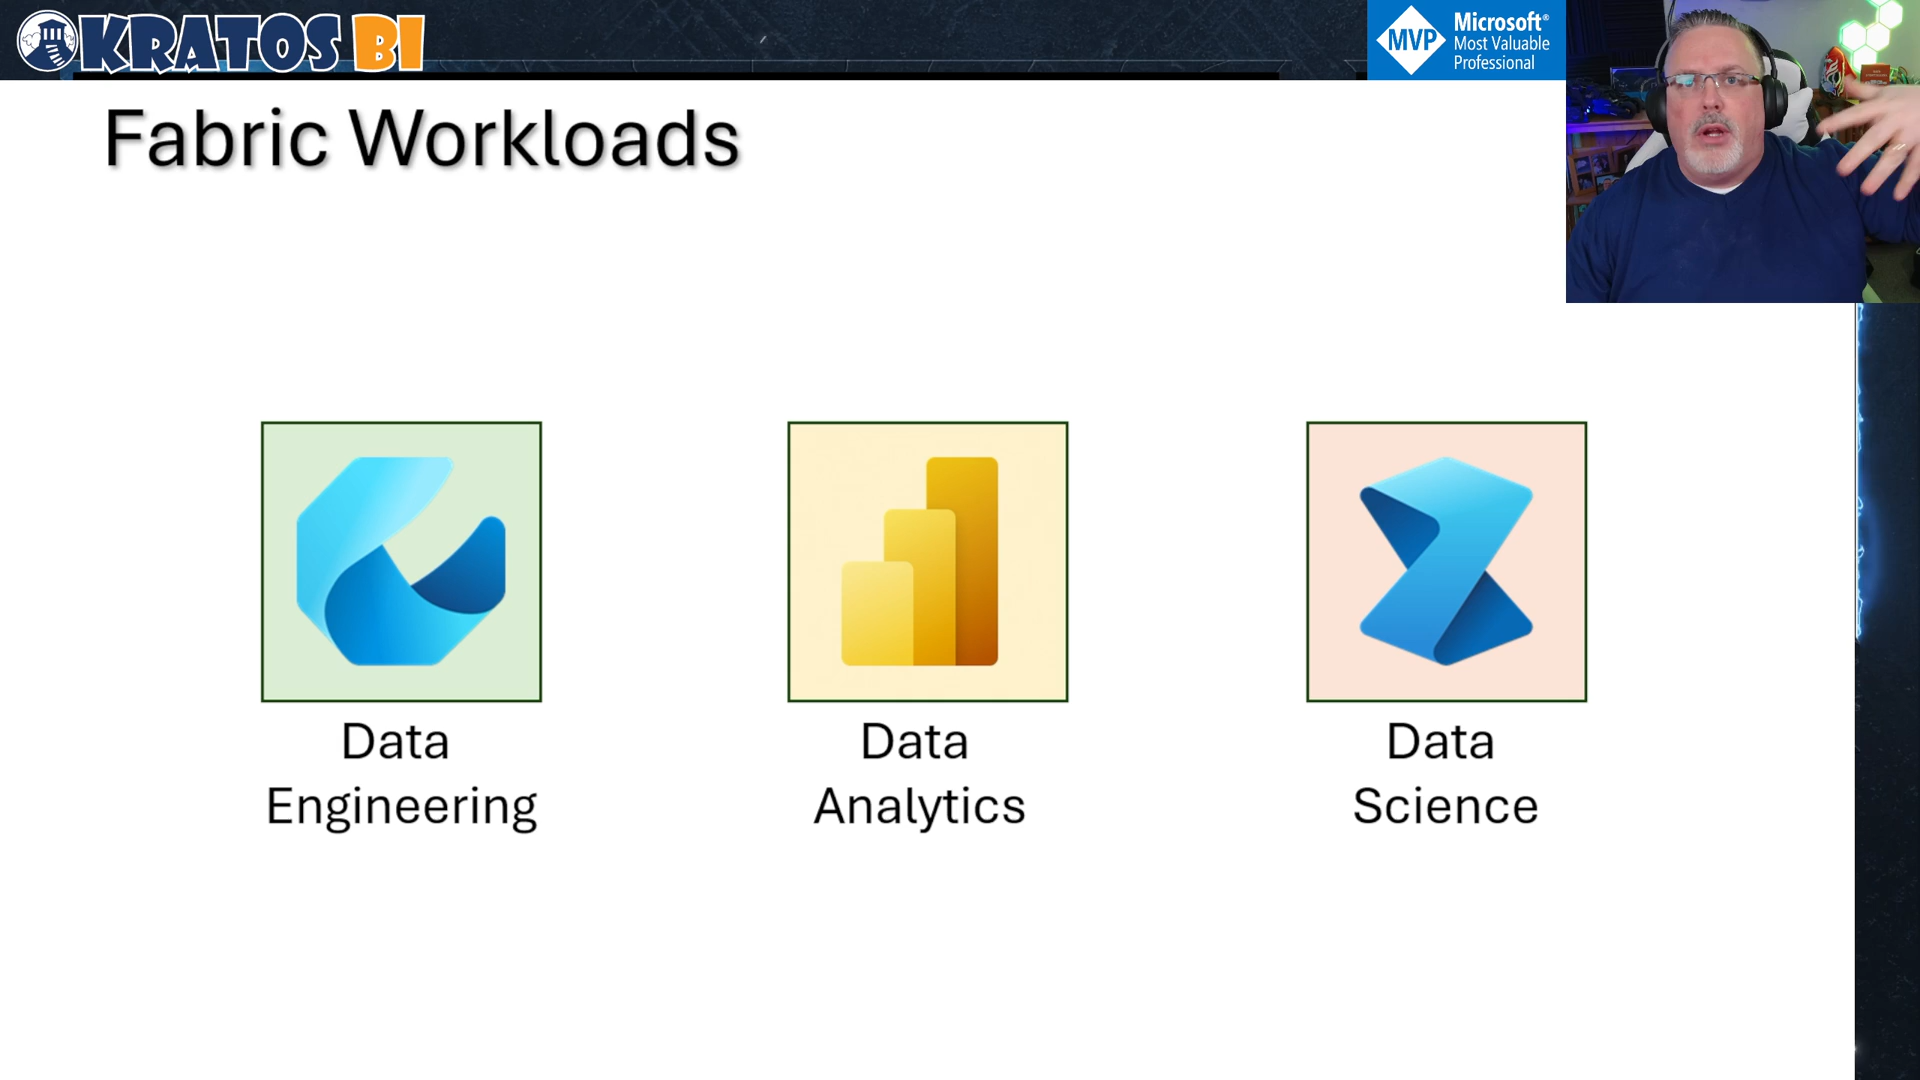 KRATOS BI
MVP
Microsoft®
Most Valuable
Professional
Fabric Workloads
Data
Engineering
Data
Analytics
Data
Science